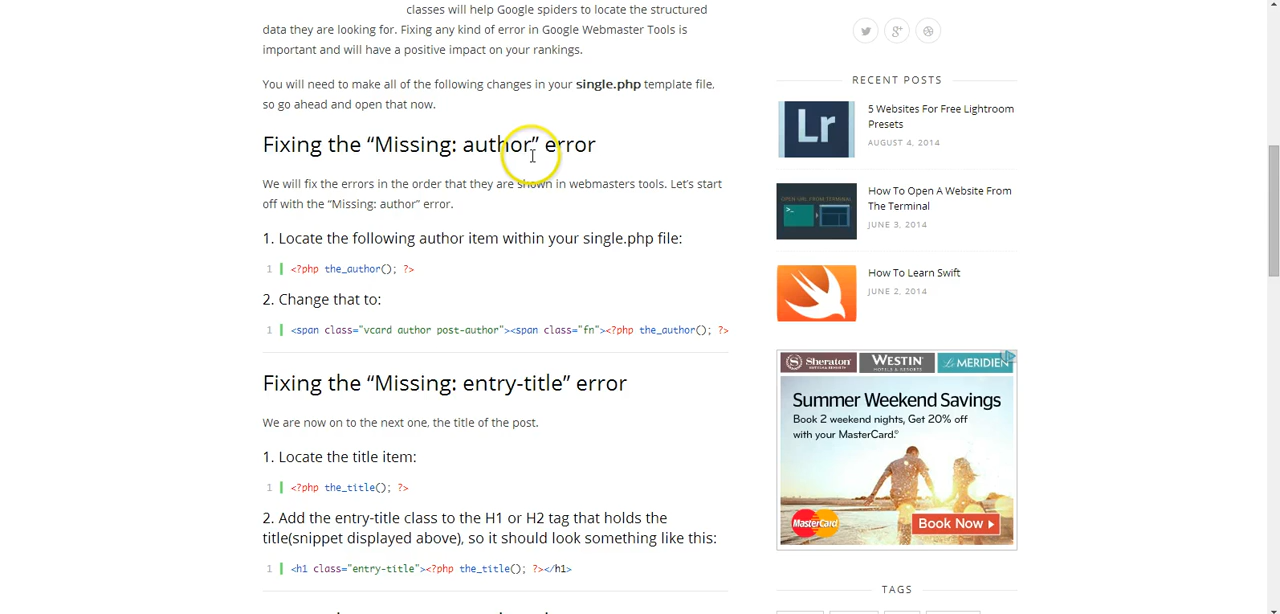 classes will help Google spiders to locate the structured
data they are looking for. Fixing any kind of error in Google Webmaster Tools is
important and will have a positive impact on your rankings.
You will need to make all of the following changes in your single.php template file,
so go ahead and open that now.
Fixing the “Missing: author” error
We will fix the errors in the order that they are shown in webmasters tools. Let’s start
off with the “Missing: author” error.
1. Locate the following author item within your single.php file:
1 <?php the_author(); ?>
2. Change that to:
1 <span class="vcard author post-author"><span class="fn"><?php the_author(); ?>
Fixing the “Missing: entry-title” error
We are now on to the next one, the title of the post.
1. Locate the title item:
1 <?php the_title(); ?>
2. Add the entry-title class to the H1 or H2 tag that holds the
title(snippet displayed above), so it should look something like this:
1 <h1 class="entry-title"><?php the_title(); ?></h1>
g+
RECENT POSTS
Lr
5 Websites For Free Lightroom
Presets
AUGUST 4, 2014
OPEN URL FROM TERMINAL
>_
How To Open A Website From
The Terminal
JUNE 3, 2014
How To Learn Swift
JUNE 2, 2014
Sheraton
WESTIN
LE MERIDIEN
Summer Weekend Savings
Book 2 weekend nights, Get 20% off
with your MasterCard.®
MasterCard
Book Now
TAGS